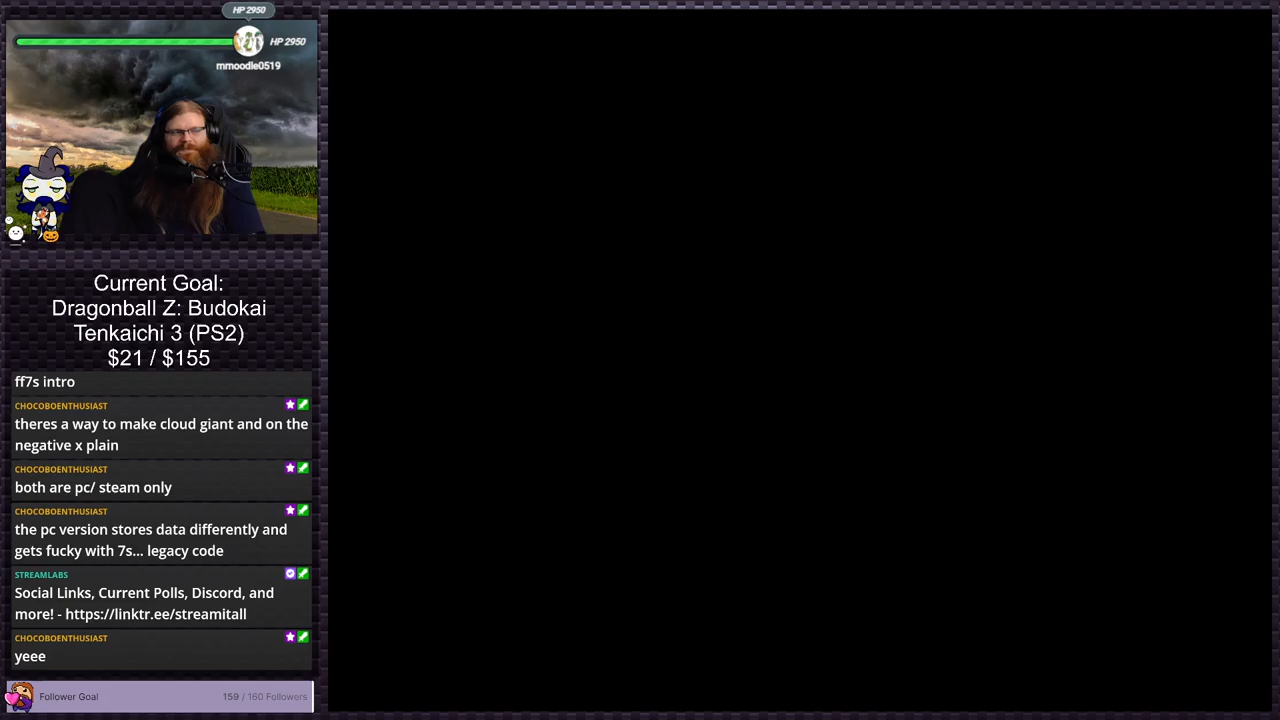 HP 2950
HP 2950
mmoodle0519
Current Goal:
Dragonball Z: Budokai
Tenkaichi 3 (PS2)
$21 / $155
ff7s intro
CHOCOBOENTHUSIAST
theres a way to make cloud giant and on the
negative x plain
CHOCOBOENTHUSIAST
both are pc/ steam only
CHOCOBOENTHUSIAST
the pc version stores data differently and
gets fucky with 7s... legacy code
STREAMLABS
Social Links, Current Polls, Discord, and
more! - https://linktr.ee/streamitall
CHOCOBOENTHUSIAST
yeee
Follower Goal
159 / 160 Followers